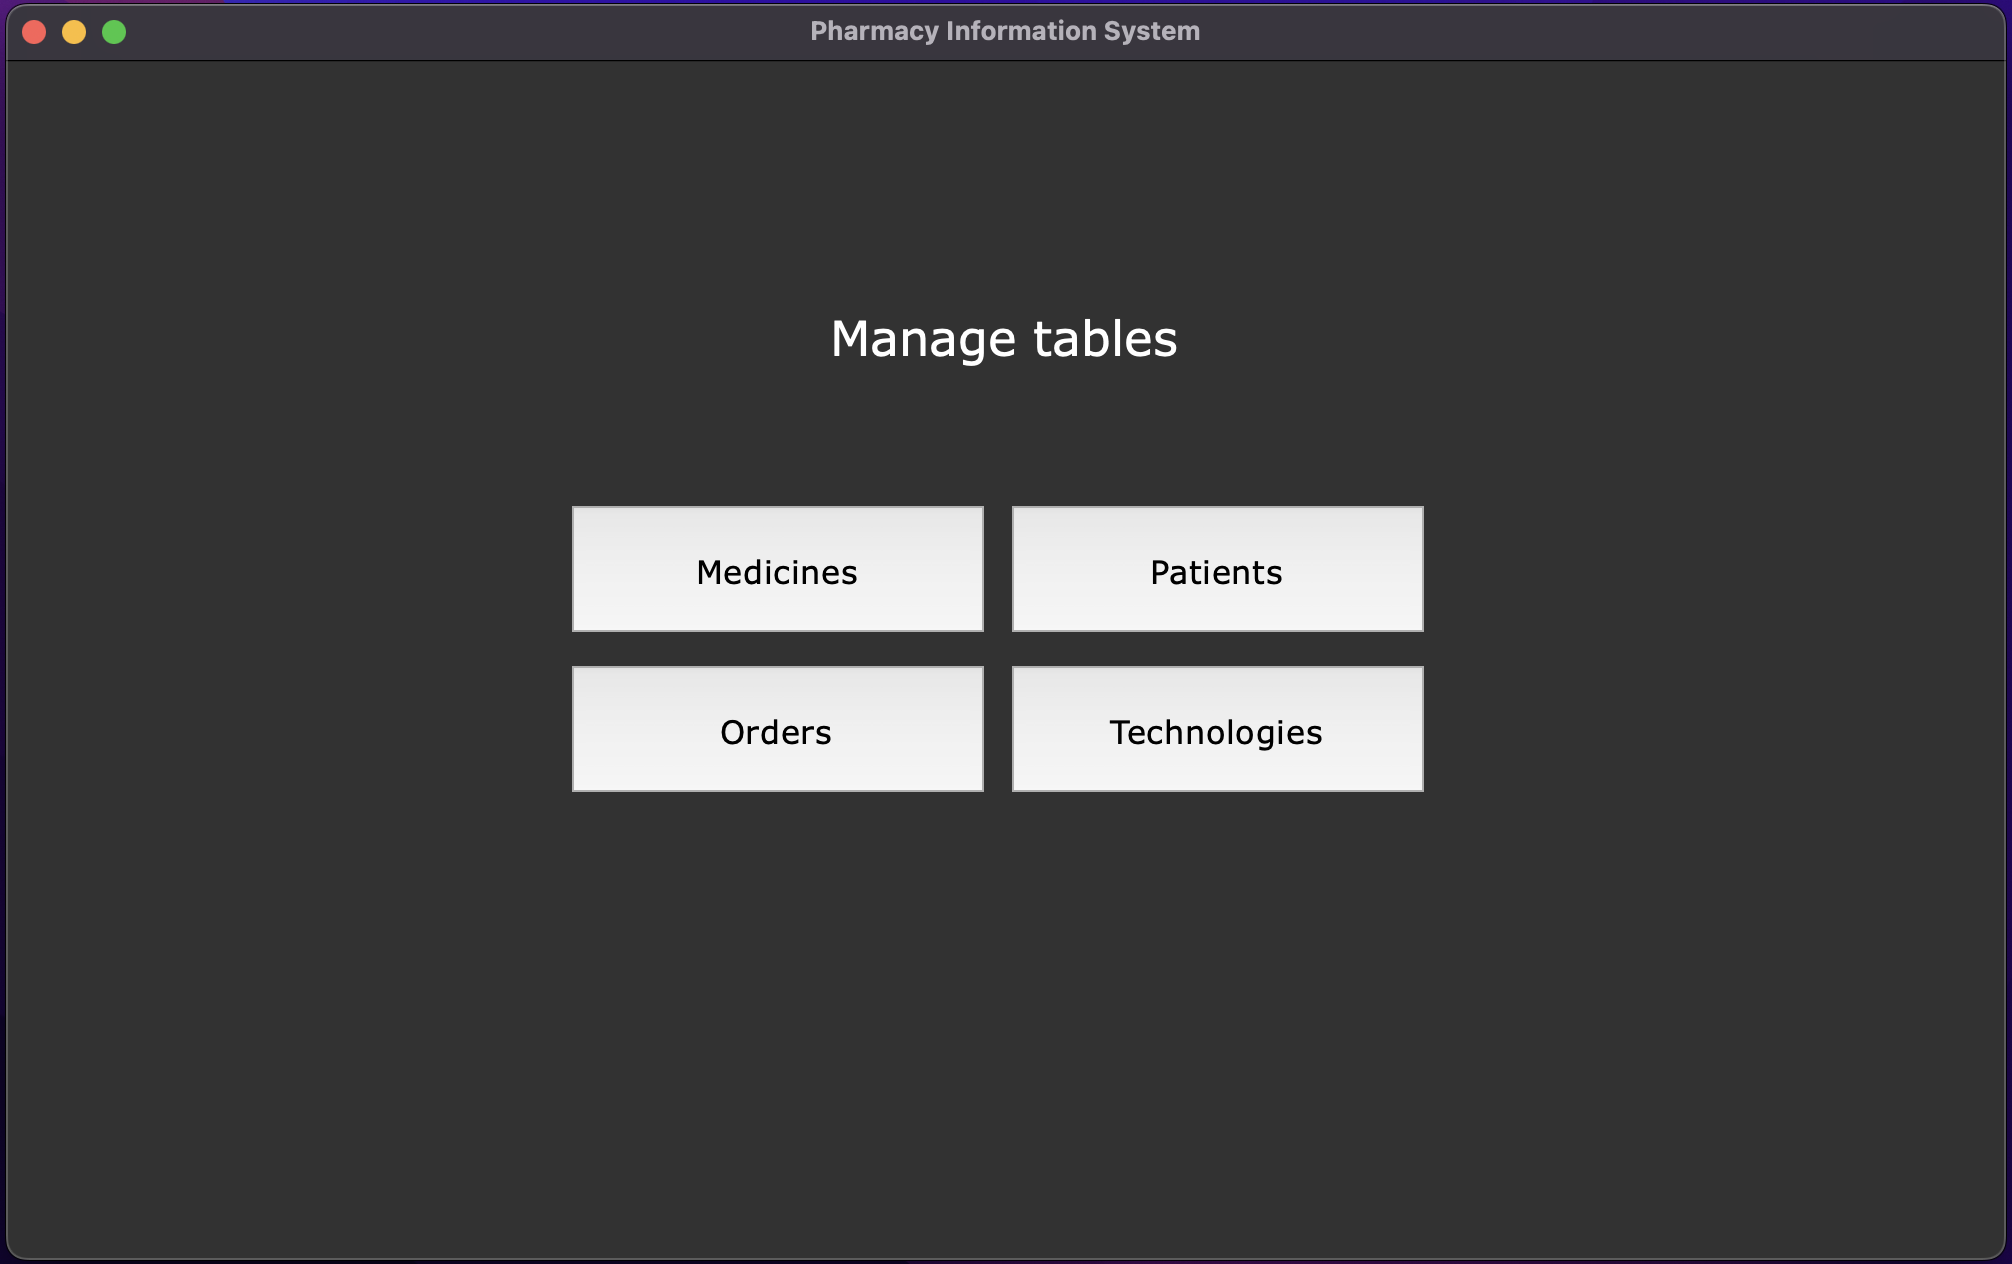 Pharmacy Information System
Manage tables
Medicines
Patients
Orders
Technologies